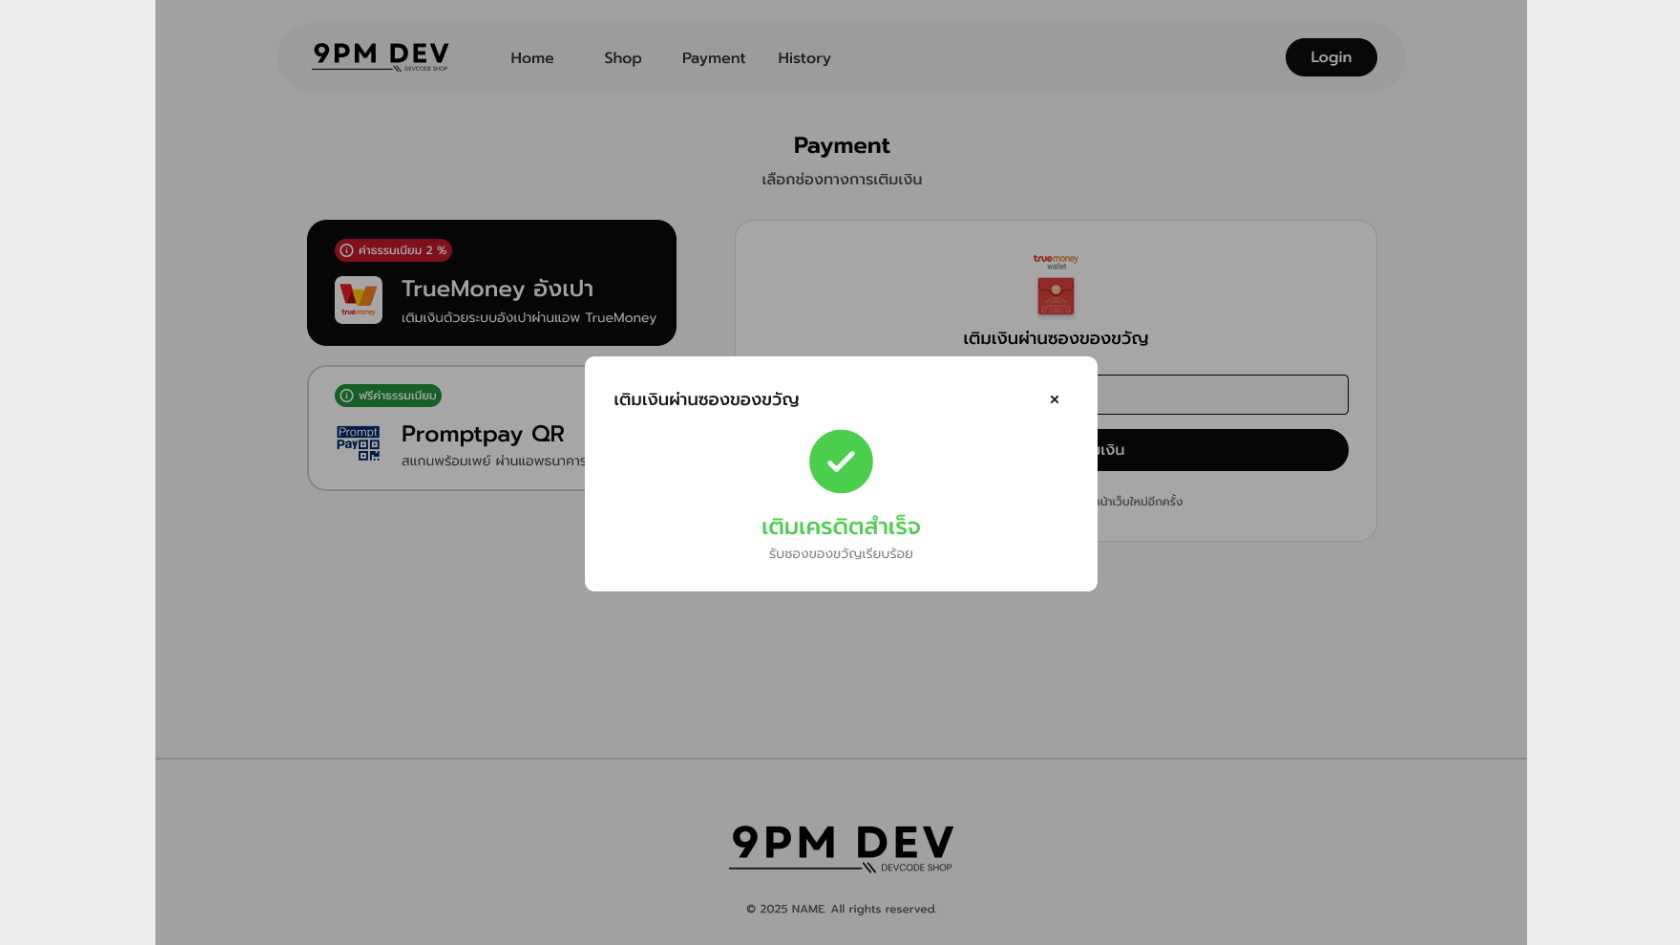 9PM DEV
DEVCODE SHOP
Home
Shop
Payment
History
Login
Payment
เลือกช่องทางการเติมเงิน
ค่าธรรมเนียม 2 %
TrueMoney อั่งเปา
เติมเงินด้วยระบบอั่งเปาผ่านแอพ TrueMoney
true money
ฟรีค่าธรรมเนียม
Prompt
Pay
Promptpay QR
สแกนพร้อมเพย์ ผ่านแอพธนาคาร
truemoney
wallet
เติมเงินผ่านซองของขวัญ
เติมเงินผ่านซองของขวัญ
×
เติมเครดิตสำเร็จ
รับซองของขวัญเรียบร้อย
มเงิน
หน้าเว็บใหม่อีกครั้ง
9PM DEV
DEVCODE SHOP
© 2025 NAME. All rights reserved.